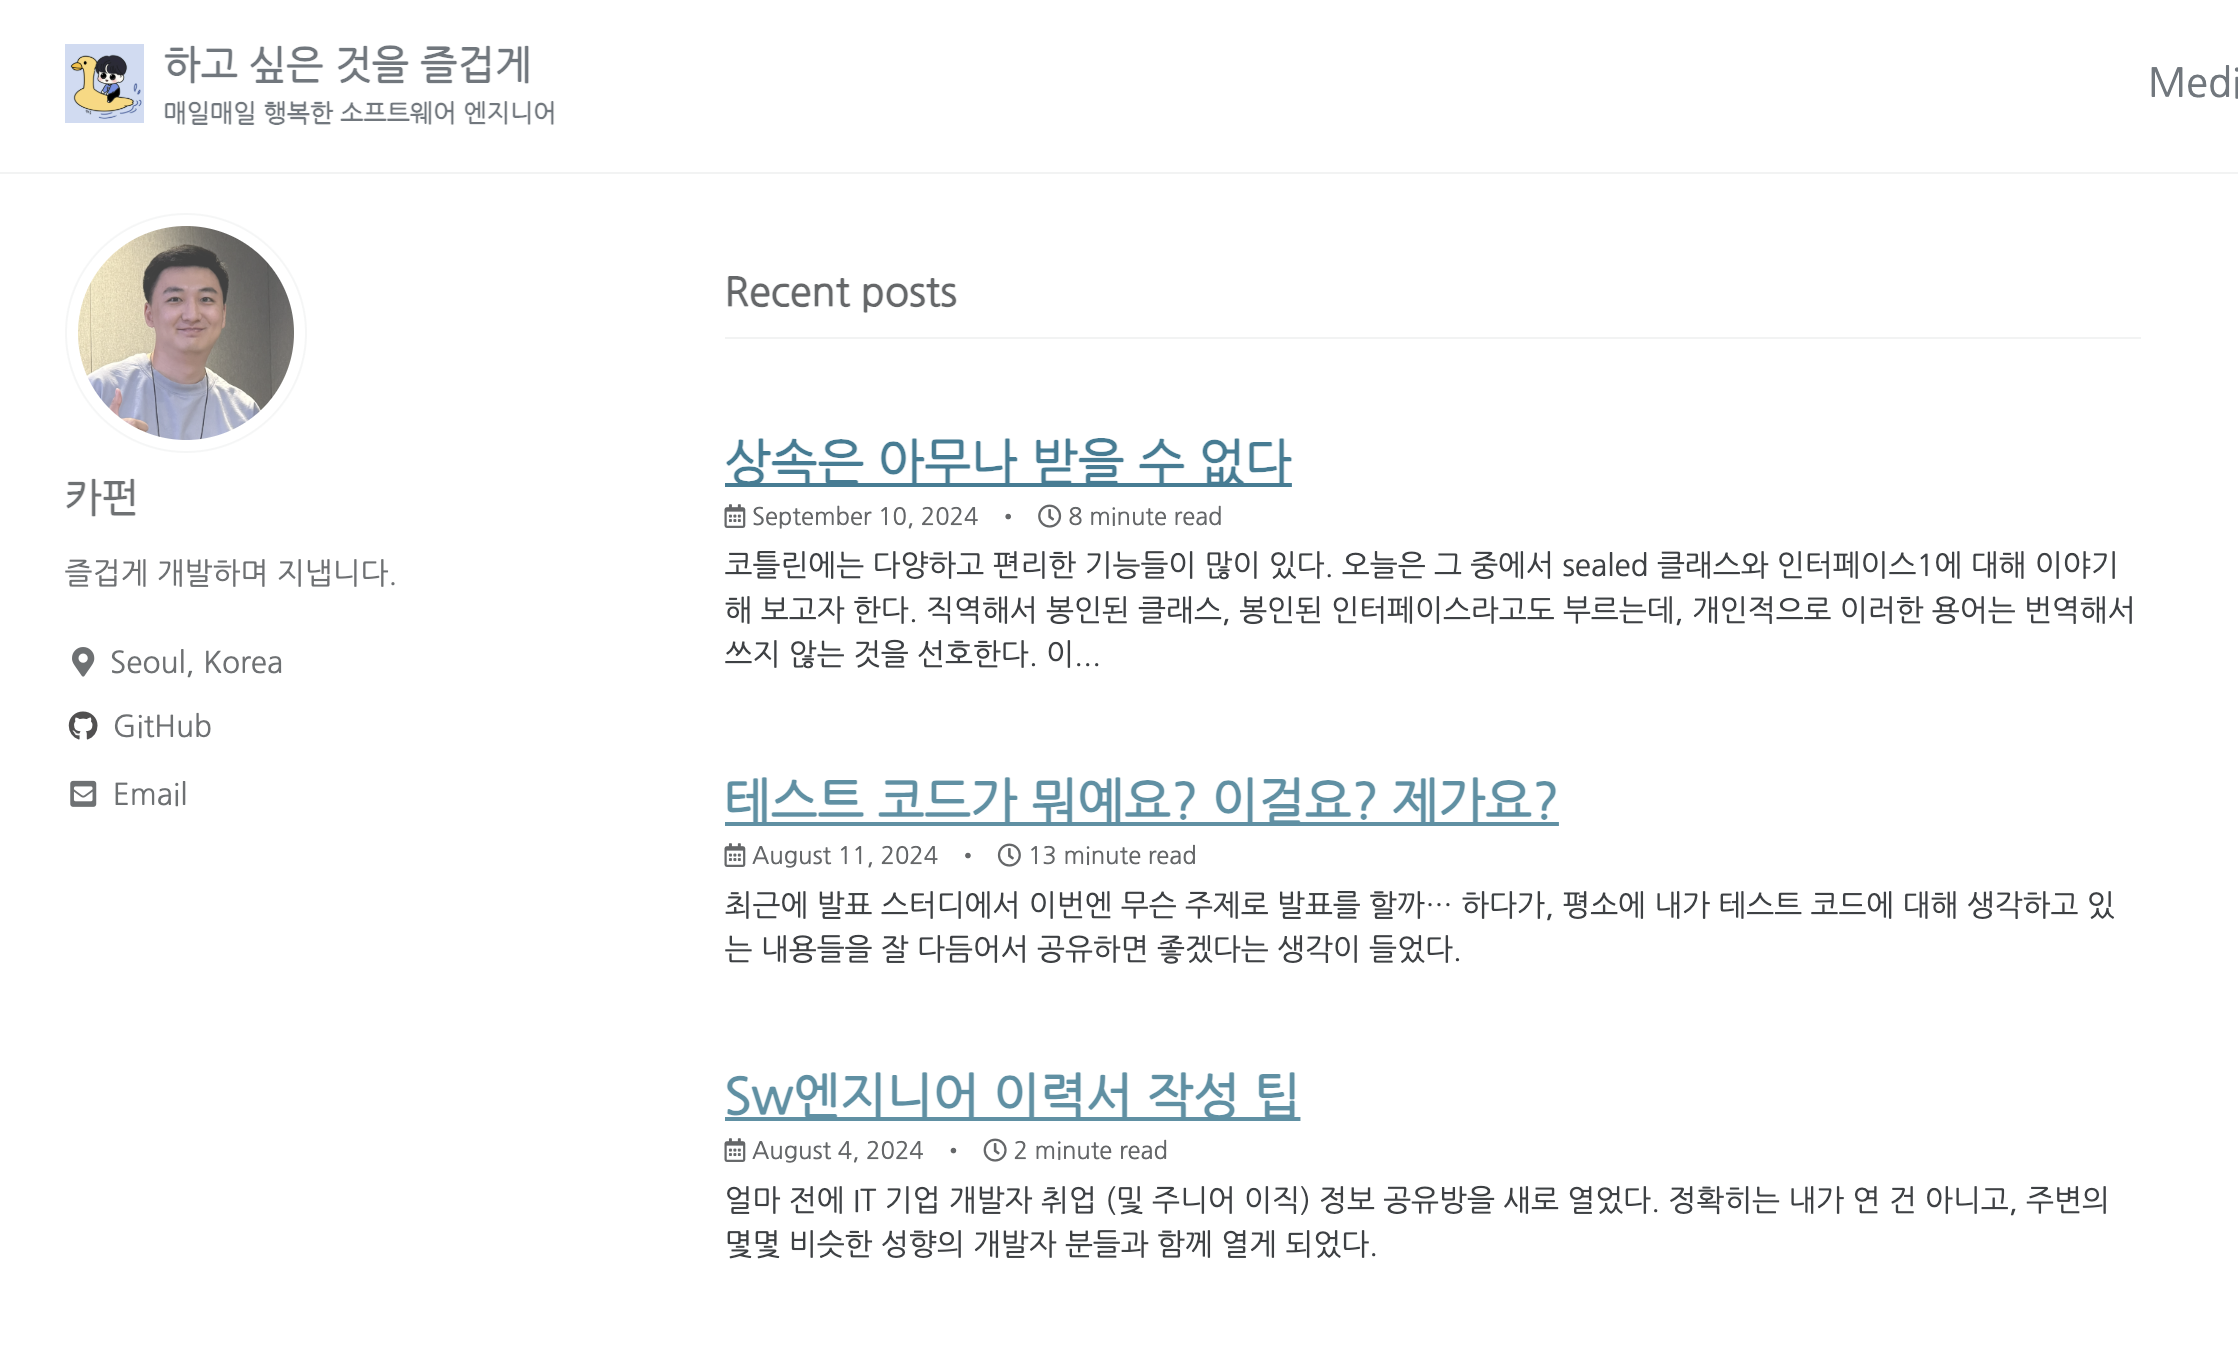 하고 싶은 것을 즐겁게
매일매일 행복한 소프트웨어 엔지니어
Medi
카펀
즐겁게 개발하며 지냅니다.
Seoul, Korea
GitHub
Email
Recent posts
상속은 아무나 받을 수 없다
September 10, 2024 • 8 minute read
코틀린에는 다양하고 편리한 기능들이 많이 있다. 오늘은 그 중에서 sealed 클래스와 인터페이스1에 대해 이야기
해 보고자 한다. 직역해서 봉인된 클래스, 봉인된 인터페이스라고도 부르는데, 개인적으로 이러한 용어는 번역해서
쓰지 않는 것을 선호한다. 이...
테스트 코드가 뭐예요? 이걸요? 제가요?
August 11, 2024 • 13 minute read
최근에 발표 스터디에서 이번엔 무슨 주제로 발표를 할까… 하다가, 평소에 내가 테스트 코드에 대해 생각하고 있
는 내용들을 잘 다듬어서 공유하면 좋겠다는 생각이 들었다.
Sw엔지니어 이력서 작성 팁
August 4, 2024 • 2 minute read
얼마 전에 IT 기업 개발자 취업 (및 주니어 이직) 정보 공유방을 새로 열었다. 정확히는 내가 연 건 아니고, 주변의
몇몇 비슷한 성향의 개발자 분들과 함께 열게 되었다.